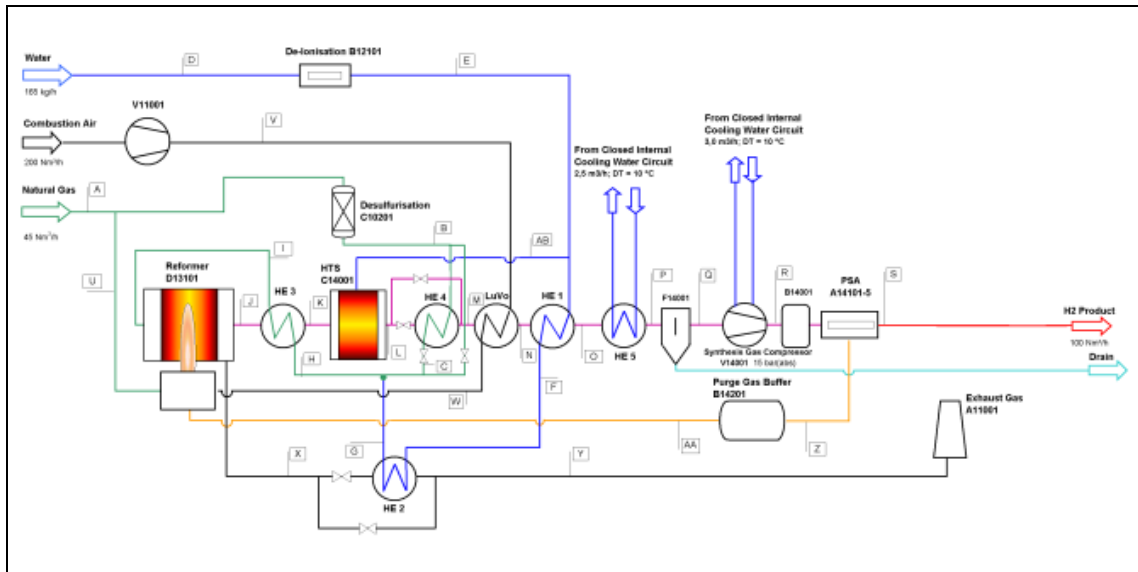 Water
D
De-Ionisation B12101
E
165 kg/h
V11001
Combustion Air
V
200 Nm³/h
From Closed Internal
Cooling Water Circuit
2,5 m3/h; DT = 10 °C
From Closed Internal
Cooling Water Circuit
3,0 m3/h; DT = 10 °C
Natural Gas
A
45 Nm³/h
Desulfurisation
C10201
B
AB
U
Reformer
D13101
I
HE 3
HTS
C14001
HE 4
M
LuVo
HE 1
P
F14001
Q
R
B14001
PSA
A14101-5
S
J
K
L
H
C
W
N
F
O
HE 5
Synthesis Gas Compressor
V14001 15 bar(abs)
H2 Product
100 Nm³/h
Drain
Purge Gas Buffer
B14201
Exhaust Gas
A11001
AA
Z
X
G
Y
HE 2